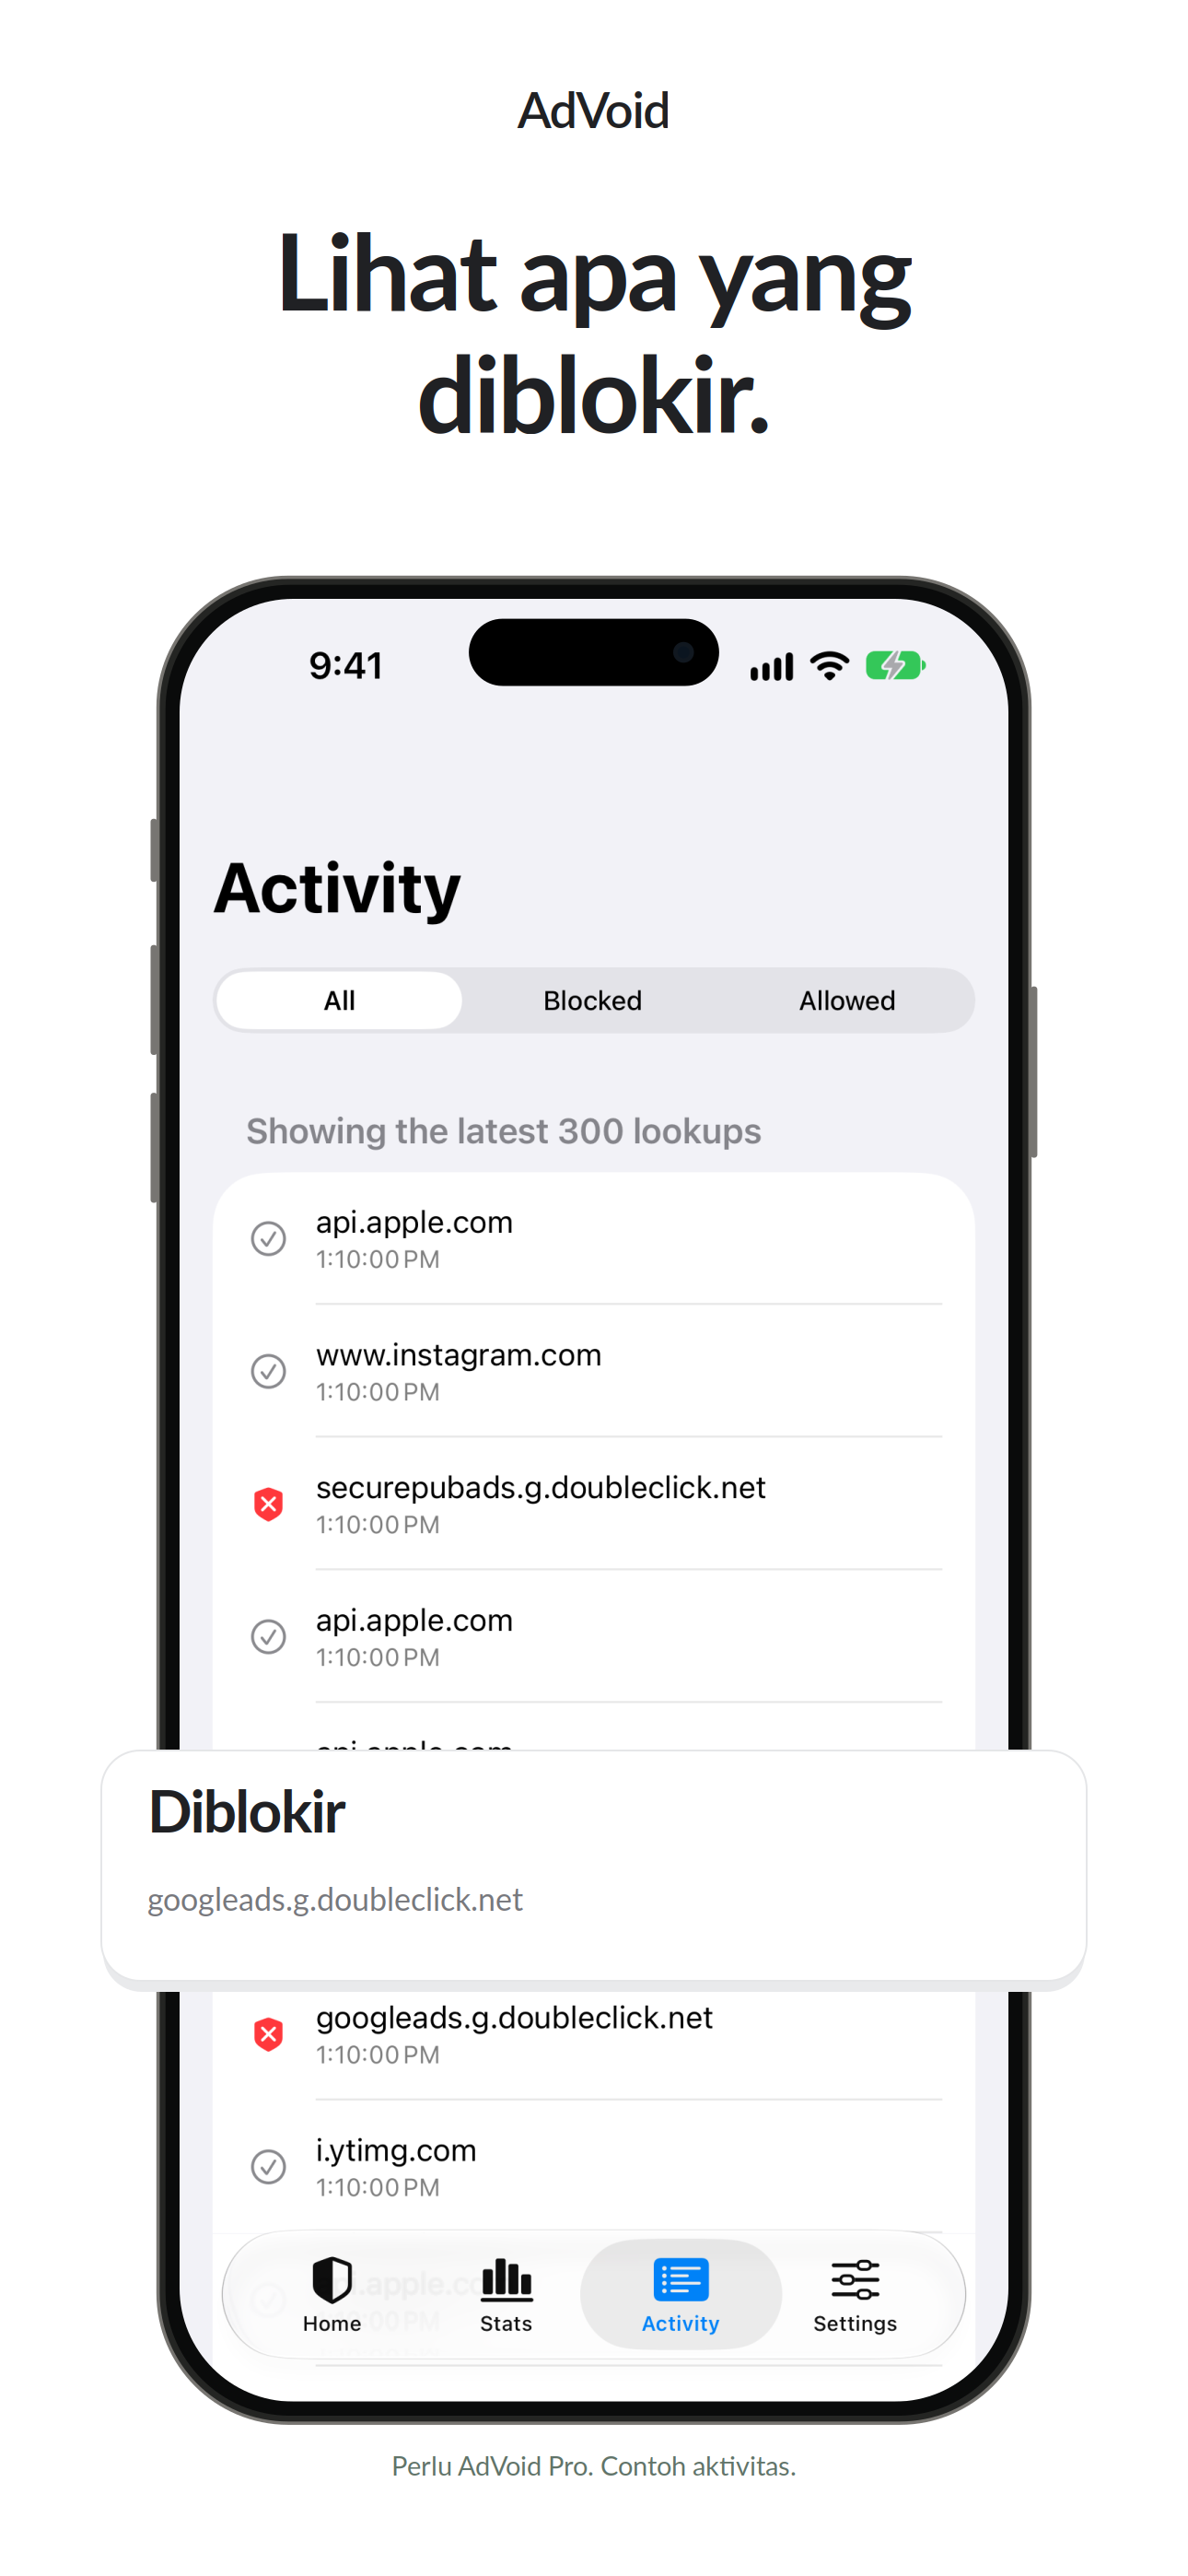 AdVoid
Lihat apa yang
diblokir.
9:41
Activity
All
Blocked
Allowed
Showing the latest 300 lookups
api.apple.com
1:10:00 PM
www.instagram.com
1:10:00 PM
securepubads.g.doubleclick.net
1:10:00 PM
api.apple.com
1:10:00 PM
Diblokir
googleads.g.doubleclick.net
googleads.g.doubleclick.net
1:10:00 PM
i.ytimg.com
1:10:00 PM
Home
Stats
Activity
Settings
Perlu AdVoid Pro. Contoh aktivitas.